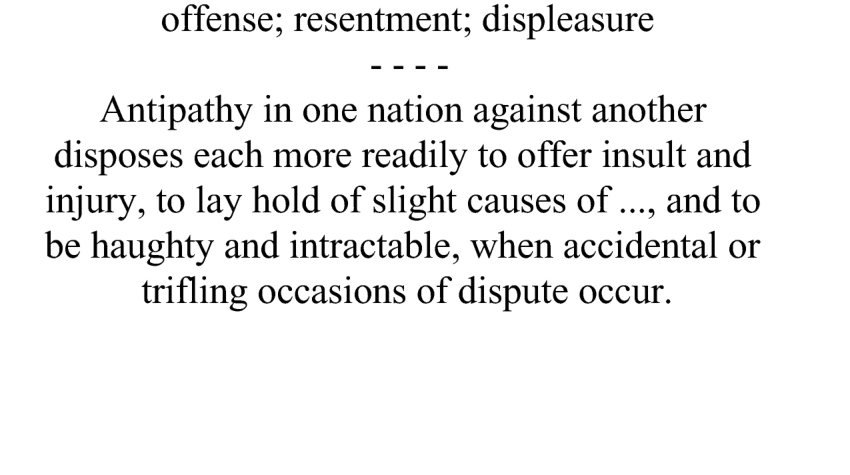 offense; resentment; displeasure
- - - -
Antipathy in one nation against another
disposes each more readily to offer insult and
injury, to lay hold of slight causes of ..., and to
be haughty and intractable, when accidental or
trifling occasions of dispute occur.